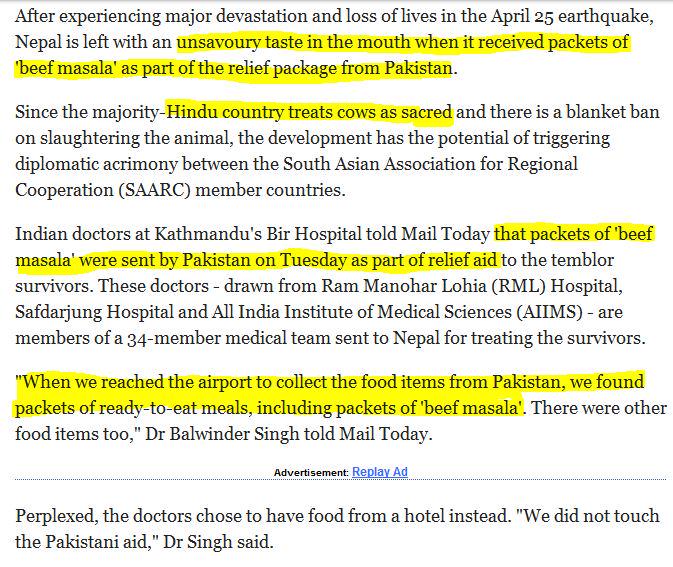 After experiencing major devastation and loss of lives in the April 25 earthquake,
Nepal is left with an unsavoury taste in the mouth when it received packets of
'beef masala' as part of the relief package from Pakistan.
Since the majority-Hindu country treats cows as sacred and there is a blanket ban
on slaughtering the animal, the development has the potential of triggering
diplomatic acrimony between the South Asian Association for Regional
Cooperation (SAARC) member countries.
Indian doctors at Kathmandu's Bir Hospital told Mail Today that packets of 'beef
masala' were sent by Pakistan on Tuesday as part of relief aid to the temblor
survivors. These doctors - drawn from Ram Manohar Lohia (RML) Hospital,
Safdarjung Hospital and All India Institute of Medical Sciences (AIIMS) - are
members of a 34-member medical team sent to Nepal for treating the survivors.
"When we reached the airport to collect the food items from Pakistan, we found
packets of ready-to-eat meals, including packets of 'beef masala'. There were other
food items too," Dr Balwinder Singh told Mail Today.
Advertisement: Replay Ad
Perplexed, the doctors chose to have food from a hotel instead. "We did not touch
the Pakistani aid," Dr Singh said.